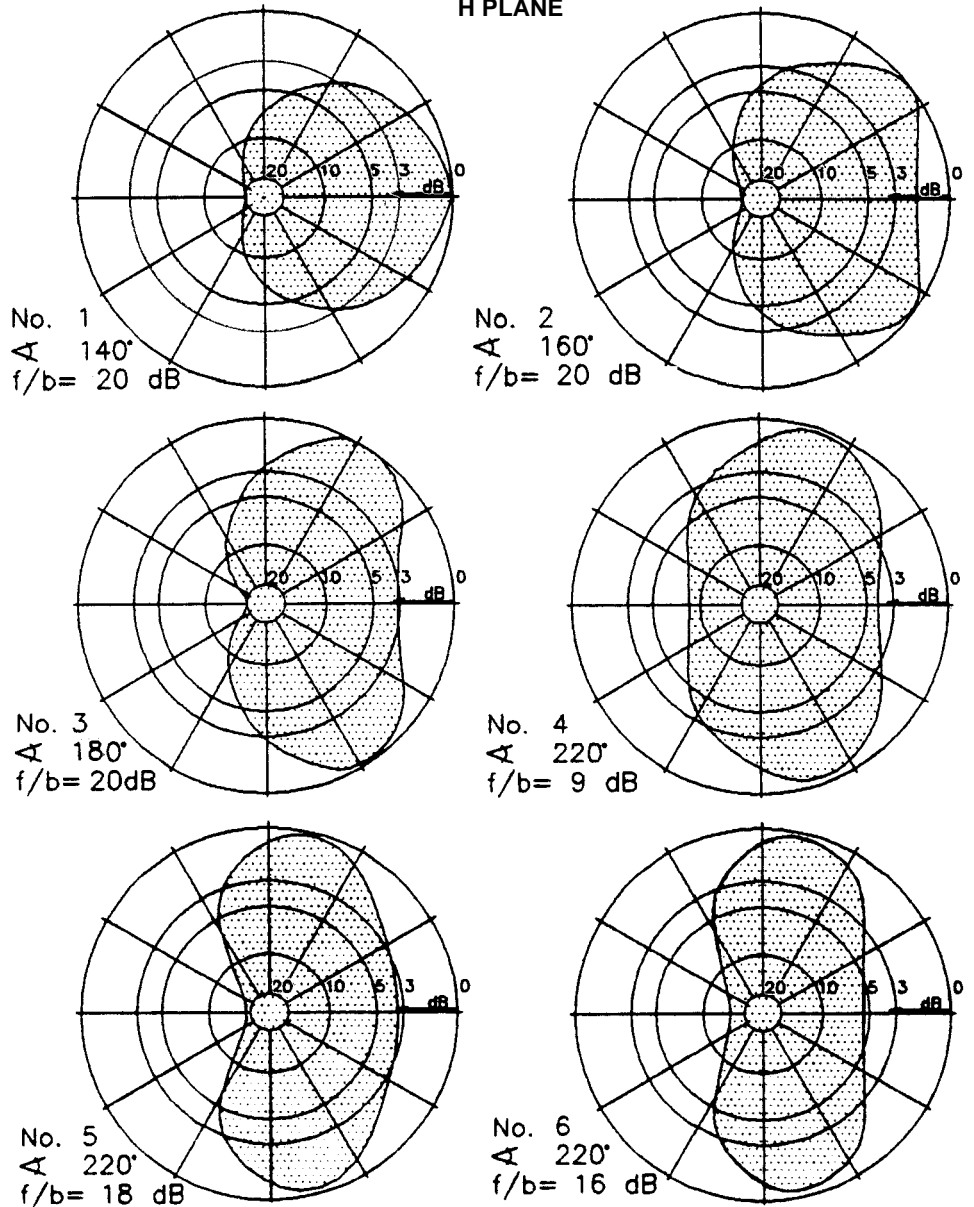 H PLANE
20 10 5 3 0
dB
No. 1
∢ 140°
f/b= 20 dB
20 10 5 3 0
dB
No. 2
∢ 160°
f/b= 20 dB
20 10 5 3 0
dB
No. 3
∢ 180°
f/b= 20dB
20 10 5 3 0
dB
No. 4
∢ 220°
f/b= 9 dB
20 10 5 3 0
dB
No. 5
∢ 220°
f/b= 18 dB
20 10 5 3 0
dB
No. 6
∢ 220°
f/b= 16 dB